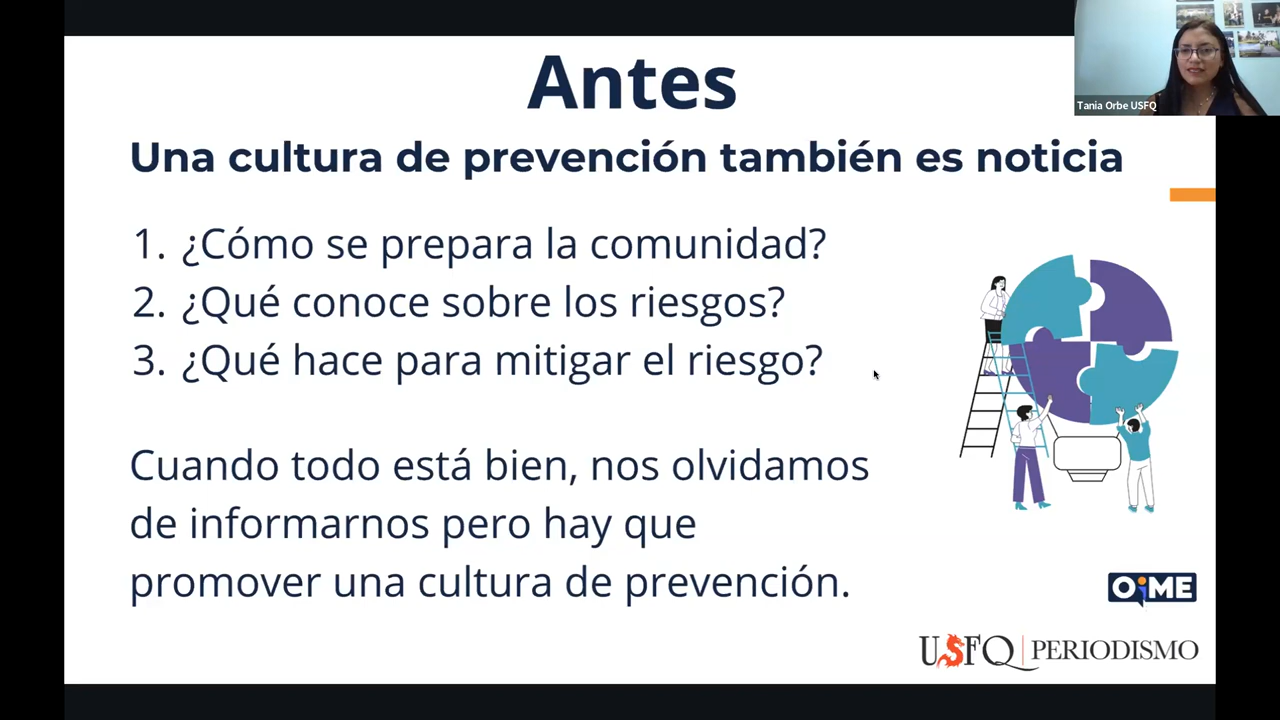 Antes
Tania Orbe USFQ
Una cultura de prevención también es noticia
1. ¿Cómo se prepara la comunidad?
2. ¿Qué conoce sobre los riesgos?
3. ¿Qué hace para mitigar el riesgo?
Cuando todo está bien, nos olvidamos
de informarnos pero hay que
promover una cultura de prevención.
OiME
USFQ | PERIODISMO